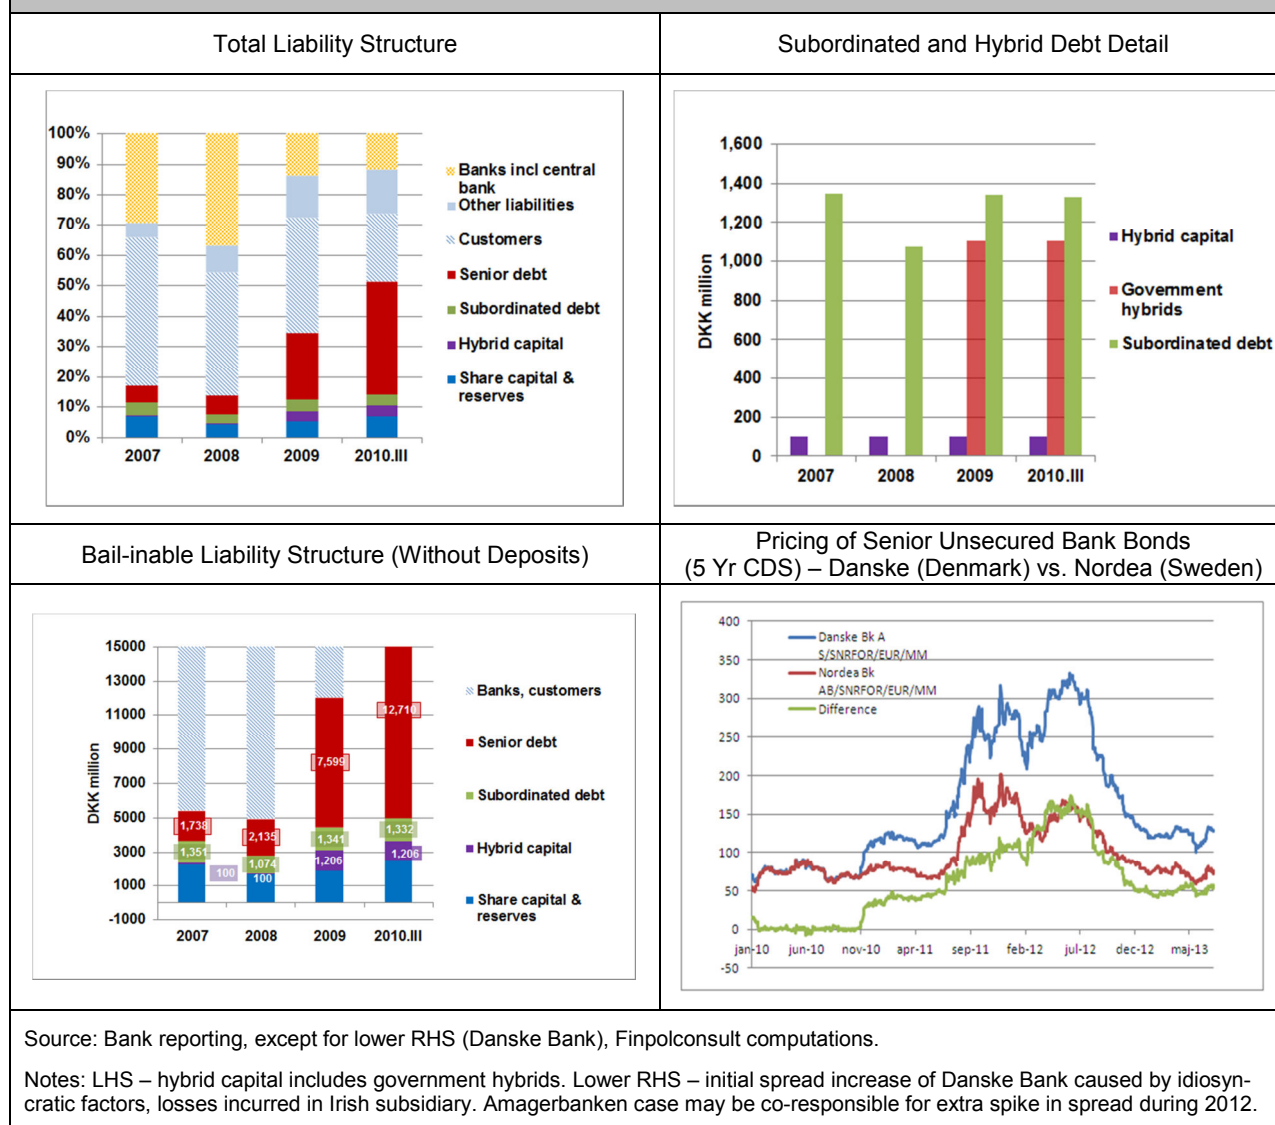 Total Liability Structure
Subordinated and Hybrid Debt Detail
100%
90%
80%
70%
60%
50%
40%
30%
20%
10%
0%
2007 2008 2009 2010.III
Banks incl central
bank
Other liabilities
Customers
Senior debt
Subordinated debt
Hybrid capital
Share capital &
reserves
DKK million
1,600
1,400
1,200
1,000
800
600
400
200
0
2007 2008 2009 2010.III
Hybrid capital
Government
hybrids
Subordinated debt
Bail-inable Liability Structure (Without Deposits)
Pricing of Senior Unsecured Bank Bonds
(5 Yr CDS) – Danske (Denmark) vs. Nordea (Sweden)
DKK million
15000
13000
11000
9000
7000
5000
3000
1000
-1000
1,738
1,351
100
2,135
1,074
100
7,599
1,341
1,206
12,710
1,332
1,206
2007 2008 2009 2010.III
Banks, customers
Senior debt
Subordinated debt
Hybrid capital
Share capital &
reserves
400
350
300
250
200
150
100
50
0
-50
Danske Bk A
S/SNRFOR/EUR/MM
Nordea Bk
AB/SNRFOR/EUR/MM
Difference
jan-10 jun-10 nov-10 apr-11 sep-11 feb-12 jul-12 dec-12 maj-13
Source: Bank reporting, except for lower RHS (Danske Bank), Finpolconsult computations.
Notes: LHS – hybrid capital includes government hybrids. Lower RHS – initial spread increase of Danske Bank caused by idiosyn-
cratic factors, losses incurred in Irish subsidiary. Amagerbanken case may be co-responsible for extra spike in spread during 2012.